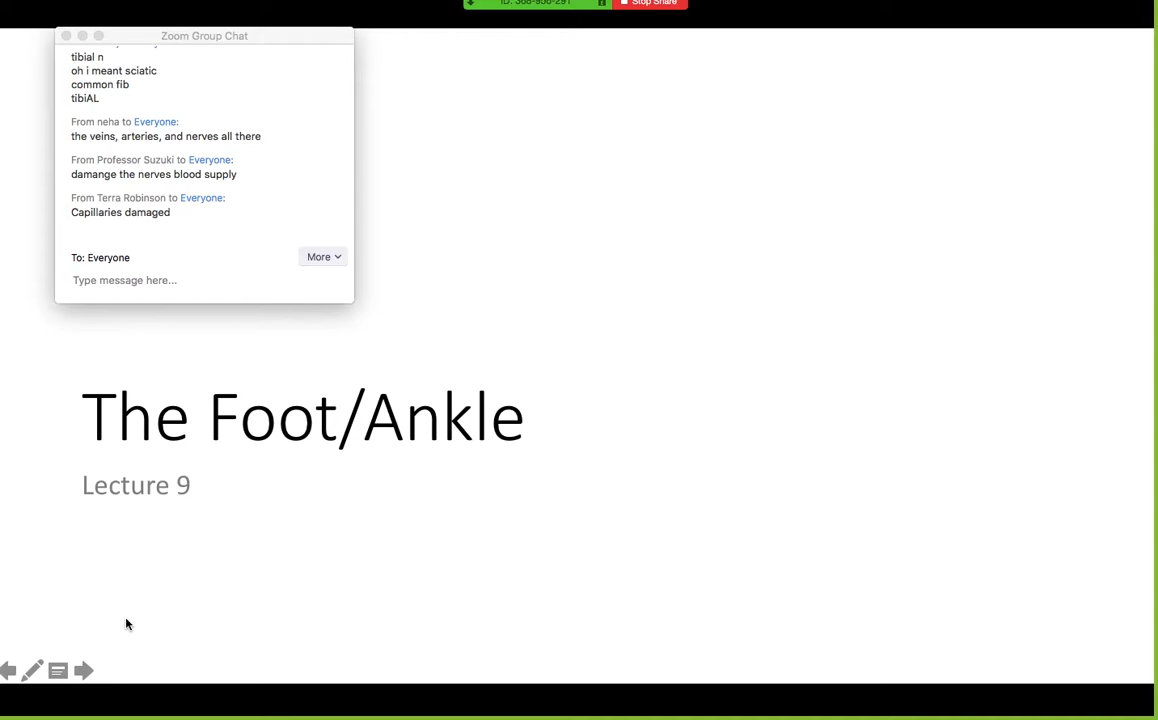 Stop Share
Zoom Group Chat
tibial n
oh i meant sciatic
common fib
tibiAL
From neha to Everyone:
the veins, arteries, and nerves all there
From Professor Suzuki to Everyone:
damange the nerves blood supply
From Terra Robinson to Everyone:
Capillaries damaged
To: Everyone
More
Type message here...
The Foot/Ankle
Lecture 9